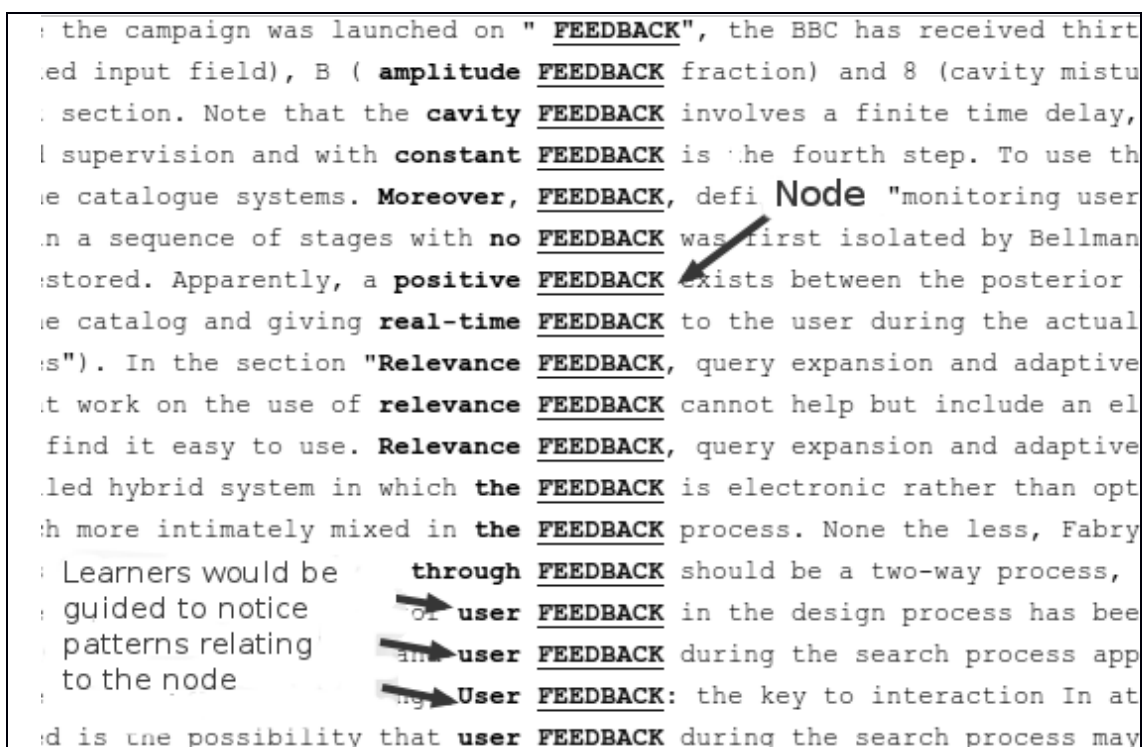 the campaign was launched on " FEEDBACK", the BBC has received thirt
ed input field), B ( amplitude FEEDBACK fraction) and 8 (cavity mistu
section. Note that the cavity FEEDBACK involves a finite time delay,
supervision and with constant FEEDBACK is the fourth step. To use th
e catalogue systems. Moreover, FEEDBACK, defi Node "monitoring user
n a sequence of stages with no FEEDBACK was first isolated by Bellman
stored. Apparently, a positive FEEDBACK exists between the posterior
e catalog and giving real-time FEEDBACK to the user during the actual
s"). In the section "Relevance FEEDBACK, query expansion and adaptive
t work on the use of relevance FEEDBACK cannot help but include an el
find it easy to use. Relevance FEEDBACK, query expansion and adaptive
led hybrid system in which the FEEDBACK is electronic rather than opt
h more intimately mixed in the FEEDBACK process. None the less, Fabry
Learners would be through FEEDBACK should be a two-way process,
guided to notice of user FEEDBACK in the design process has bee
patterns relating and user FEEDBACK during the search process app
to the node User FEEDBACK: the key to interaction In at
ed is the possibility that user FEEDBACK during the search process may